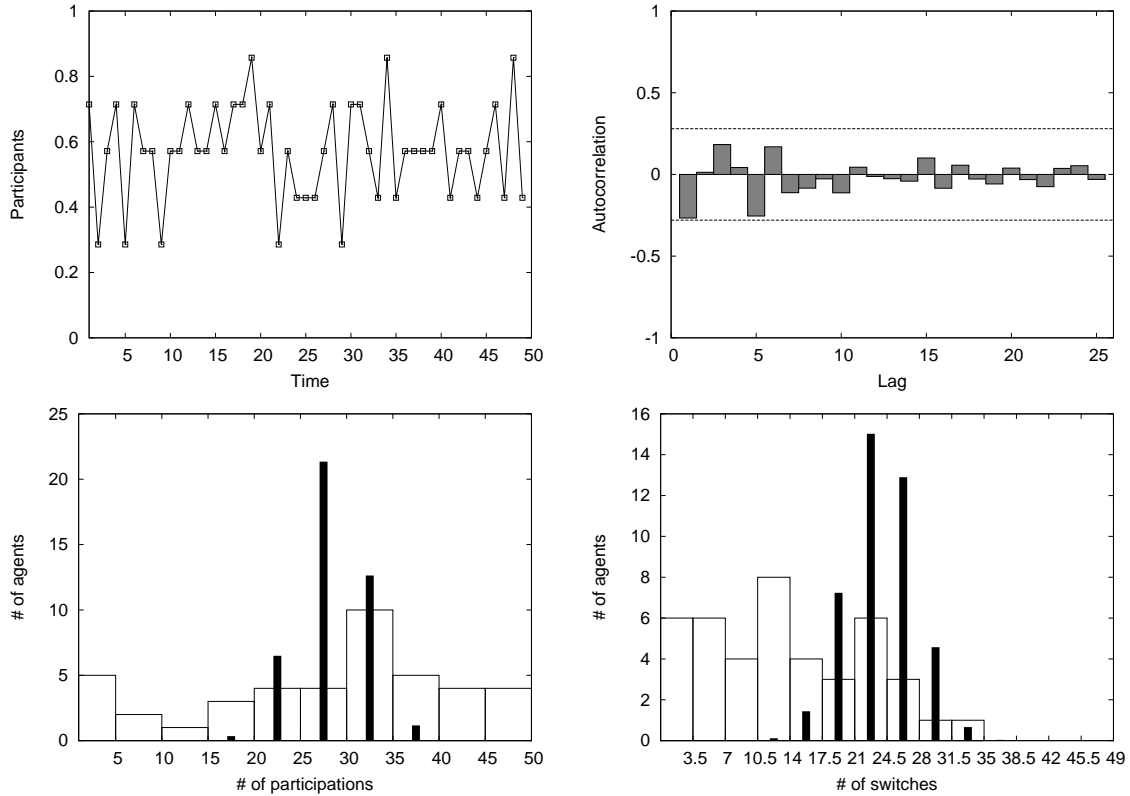 1
0.8
0.6
0.4
0.2
0
5 10 15 20 25 30 35 40 45 50
Participants
Time
1
0.5
0
-0.5
-1
0 5 10 15 20 25
Autocorrelation
Lag
25
20
15
10
5
0
5 10 15 20 25 30 35 40 45 50
# of agents
# of participations
16
14
12
10
8
6
4
2
0
3.5 7 10.5 14 17.5 21 24.5 28 31.5 35 38.5 42 45.5 49
# of agents
# of switches